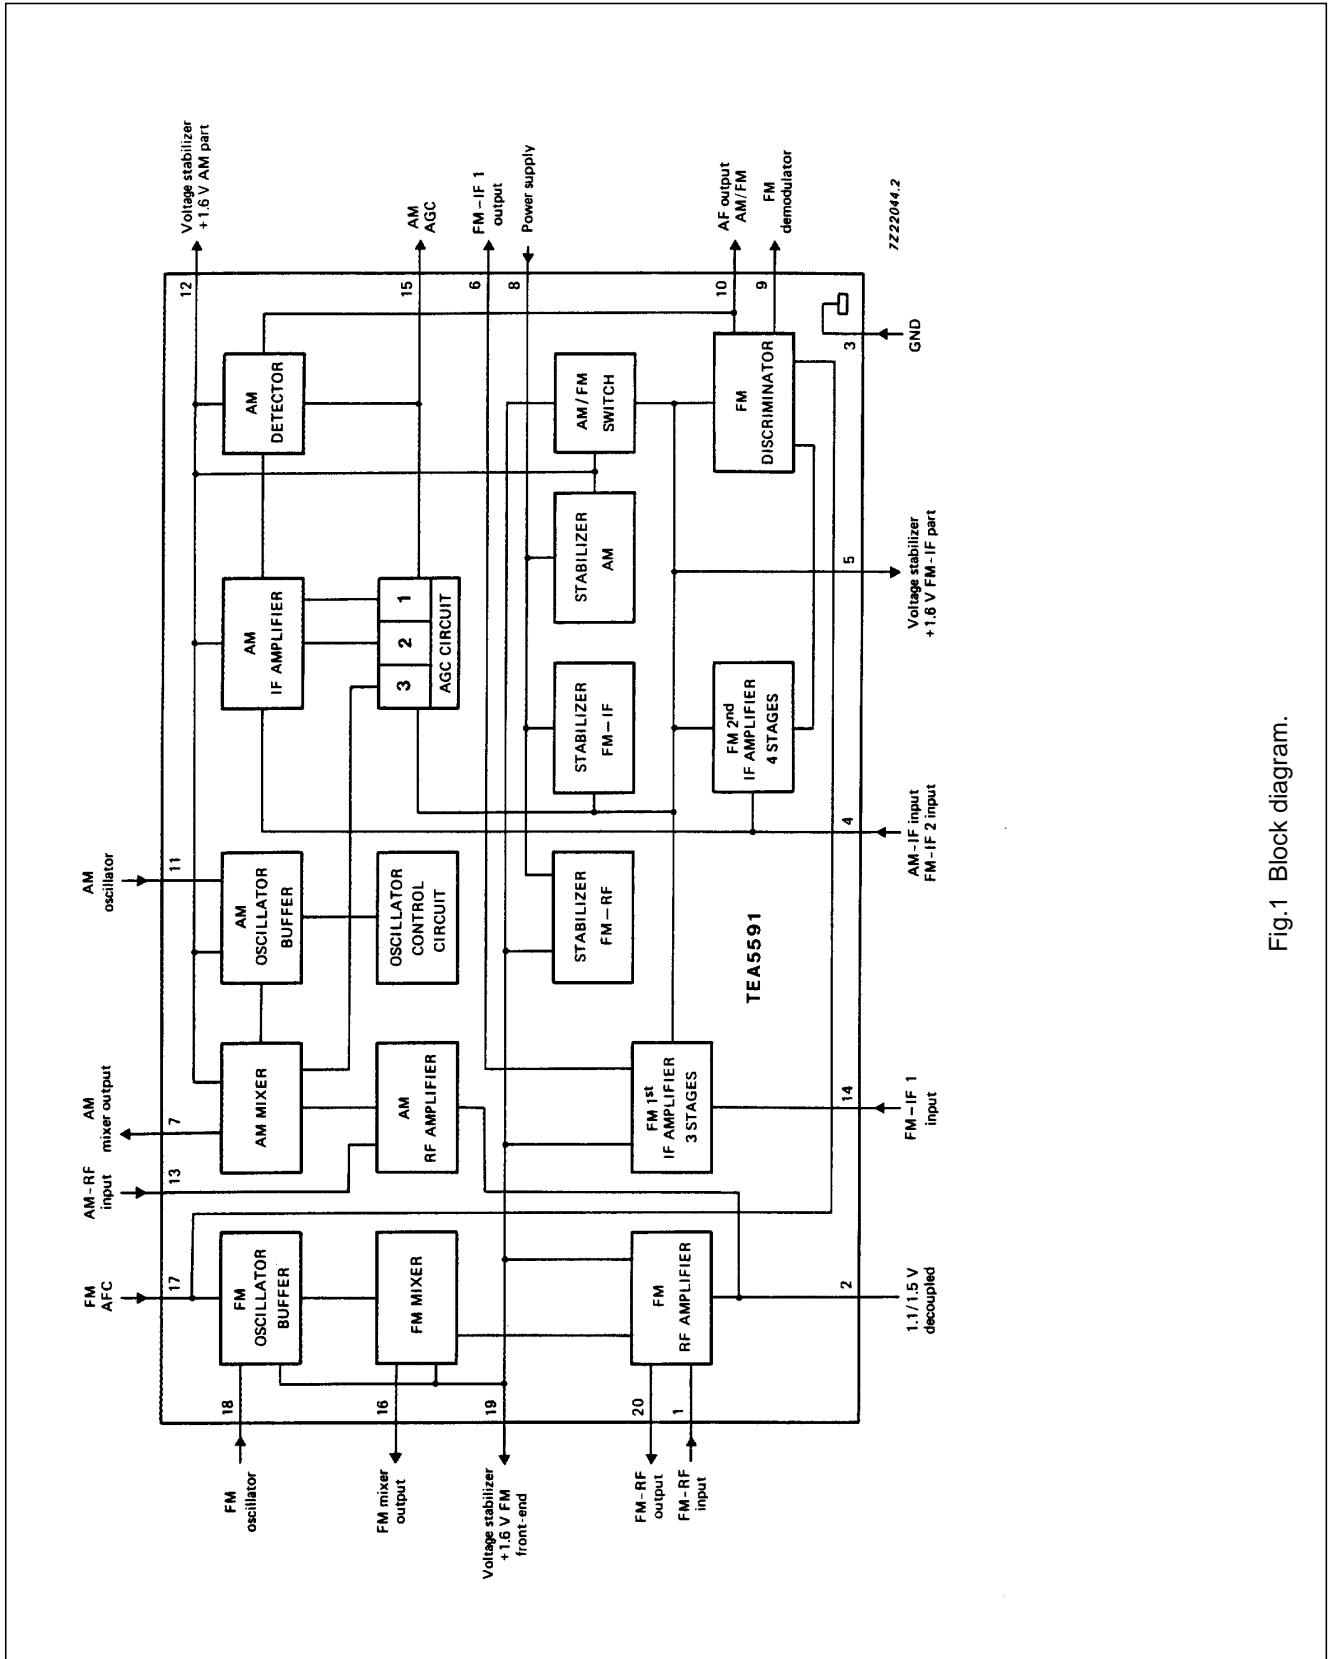 FM
AFC
17
AM-RF
input
13
AM
mixer output
7
AM
oscillator
11
Voltage stabilizer
+1.6 V AM part
12
FM
oscillator
18
FM
OSCILLATOR
BUFFER
AM MIXER
AM
OSCILLATOR
BUFFER
AM
IF AMPLIFIER
AM
DETECTOR
FM mixer
output
16
FM MIXER
AM
RF AMPLIFIER
OSCILLATOR
CONTROL
CIRCUIT
3
2
1
AGC CIRCUIT
15
AM
AGC
6
FM-IF 1
output
Voltage stabilizer
+1.6 V FM
front-end
19
8
Power supply
STABILIZER
FM-RF
STABILIZER
FM-IF
STABILIZER
AM
AM/FM
SWITCH
FM-RF
output
20
FM-RF
input
1
FM
RF AMPLIFIER
FM 1st
IF AMPLIFIER
3 STAGES
FM 2nd
IF AMPLIFIER
4 STAGES
FM
DISCRIMINATOR
10
AF output
AM/FM
9
FM
demodulator
TEA5591
2
1.1/1.5 V
decoupled
14
FM-IF 1
input
4
AM-IF input
FM-IF 2 input
5
Voltage stabilizer
+1.6 V FM-IF part
3
GND
7Z22044.2
Fig.1 Block diagram.